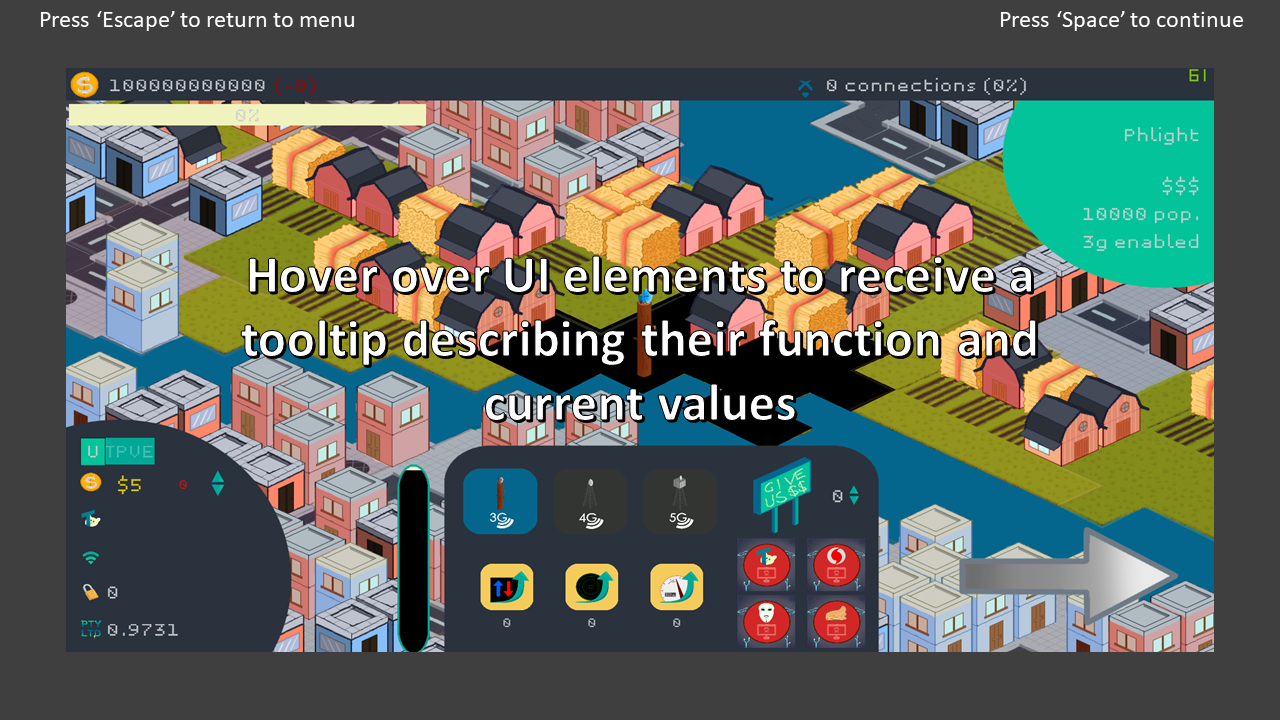 Press ‘Escape’ to return to menu
Press ‘Space’ to continue
100000000000 (-0)
0 connections (0%)
61
0%
Phlight
$$$
10000 pop.
3g enabled
Hover over UI elements to receive a
tooltip describing their function and
current values
U TPVE
$5 0
0
PTY LTD 0.9731
3G 4G 5G
GIVE US $$
0
0 0 0